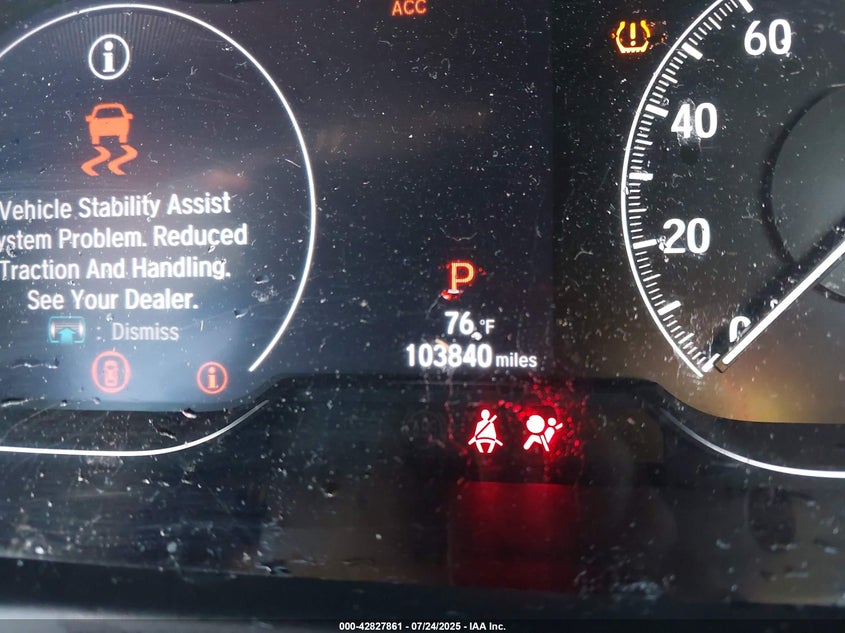 ACC
60
40
20
0
i
Vehicle Stability Assist
ystem Problem. Reduced
Traction And Handling.
See Your Dealer.
: Dismiss
i
P
76 °F
103840 miles
000-42827861 - 07/24/2025 - IAA Inc.